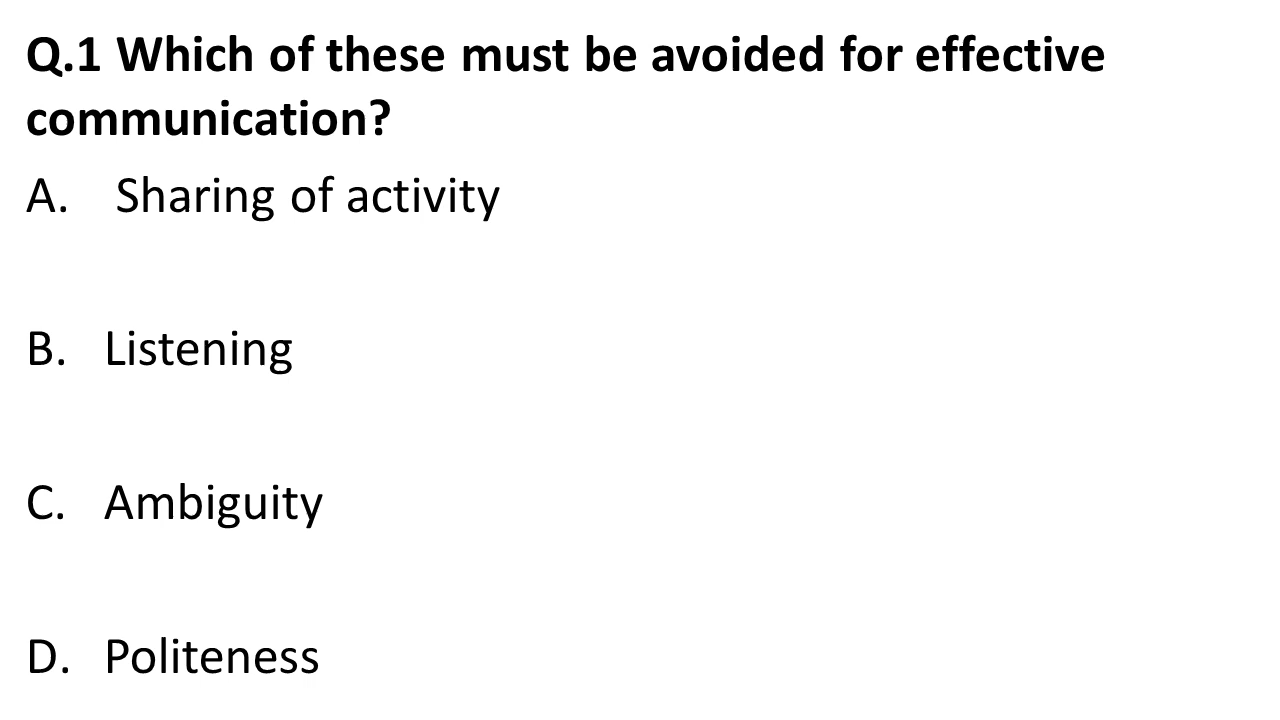 Q.1 Which of these must be avoided for effective
communication?
A. Sharing of activity
B. Listening
C. Ambiguity
D. Politeness